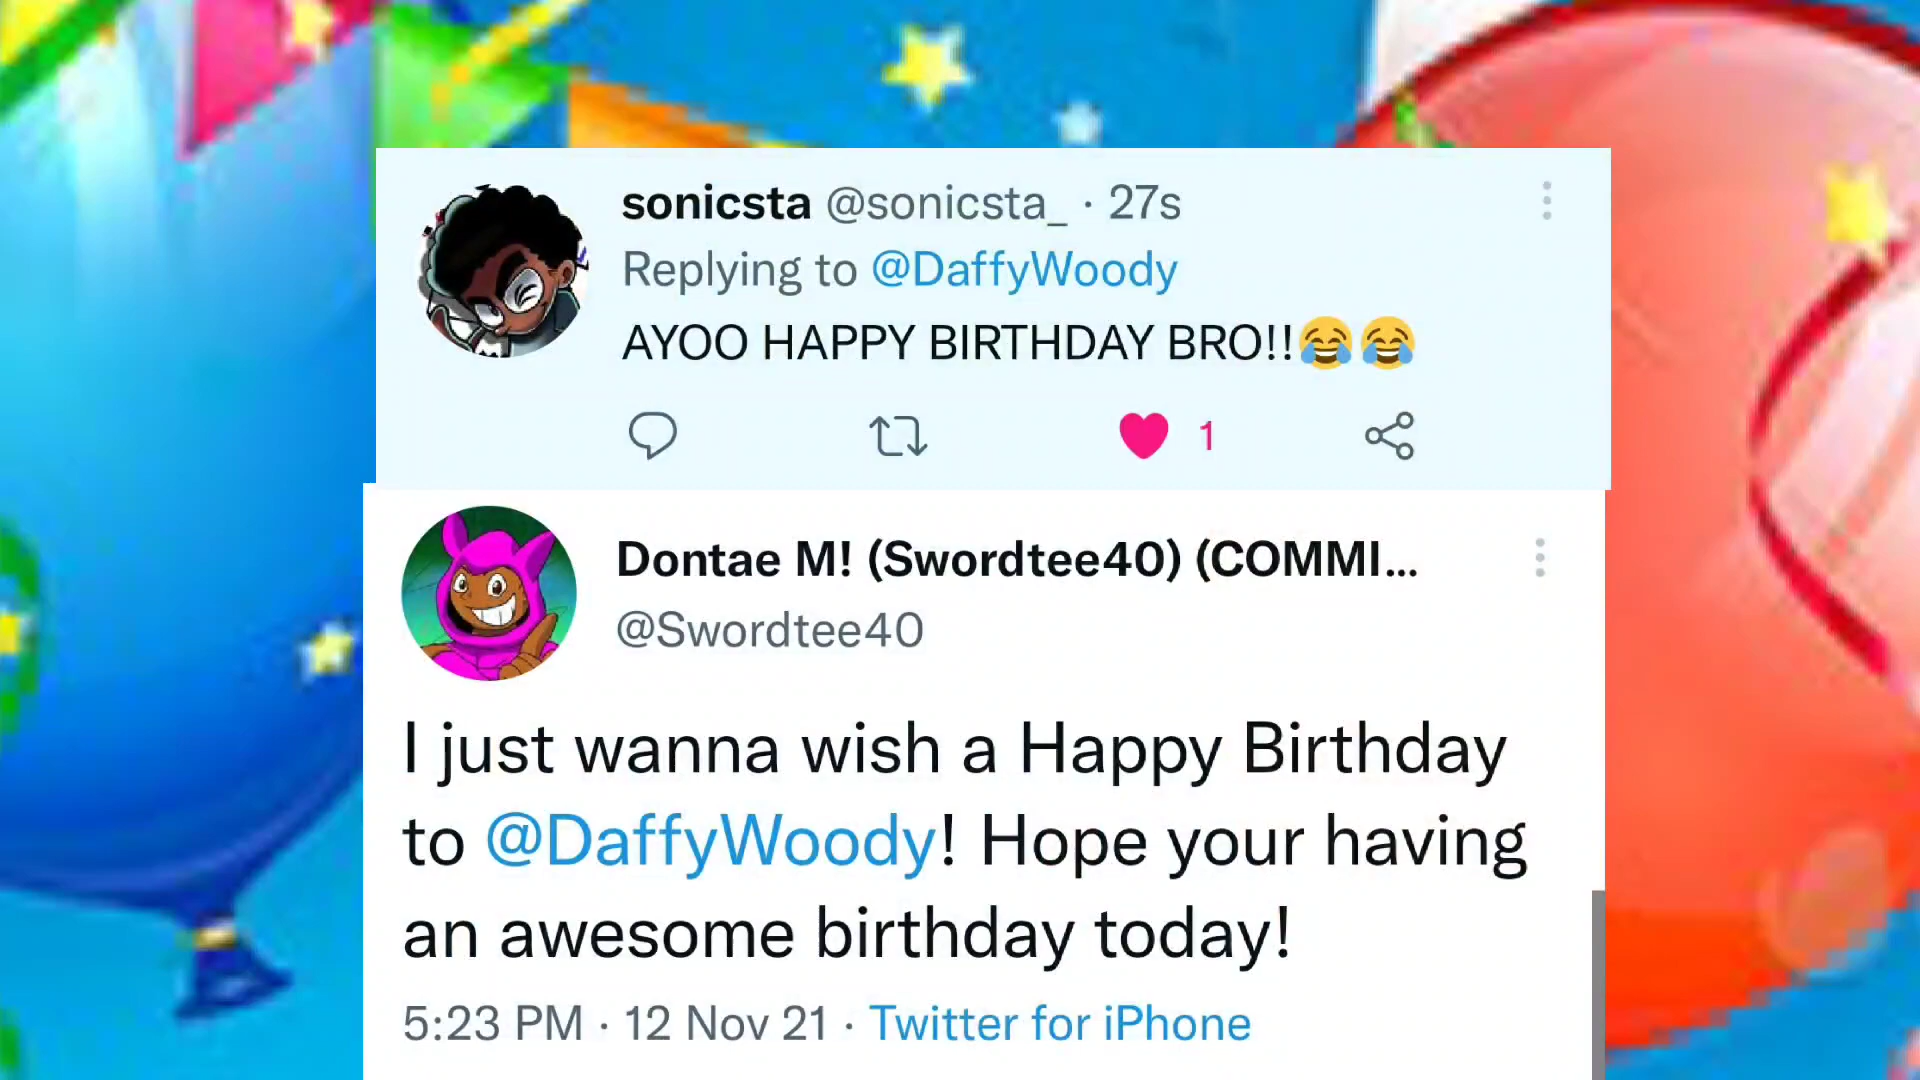 sonicsta @sonicsta_ · 27s
Replying to @DaffyWoody
AYOO HAPPY BIRTHDAY BRO!!😂😂
1
Dontae M! (Swordtee40) (COMMI...
@Swordtee40
I just wanna wish a Happy Birthday
to @DaffyWoody! Hope your having
an awesome birthday today!
5:23 PM · 12 Nov 21 · Twitter for iPhone